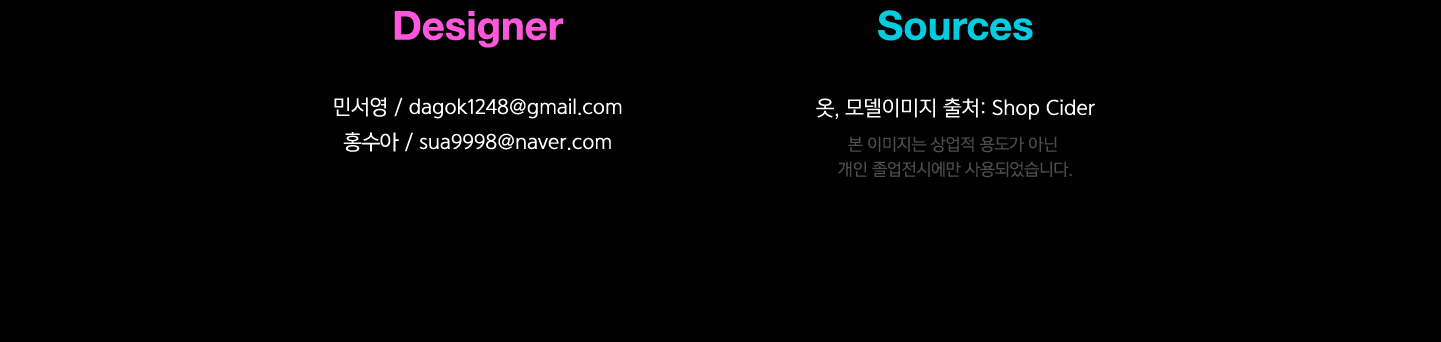 Designer
민서영 / dagok1248@gmail.com
홍수아 / sua9998@naver.com
Sources
옷, 모델이미지 출처: Shop Cider
본 이미지는 상업적 용도가 아닌
개인 졸업전시에만 사용되었습니다.